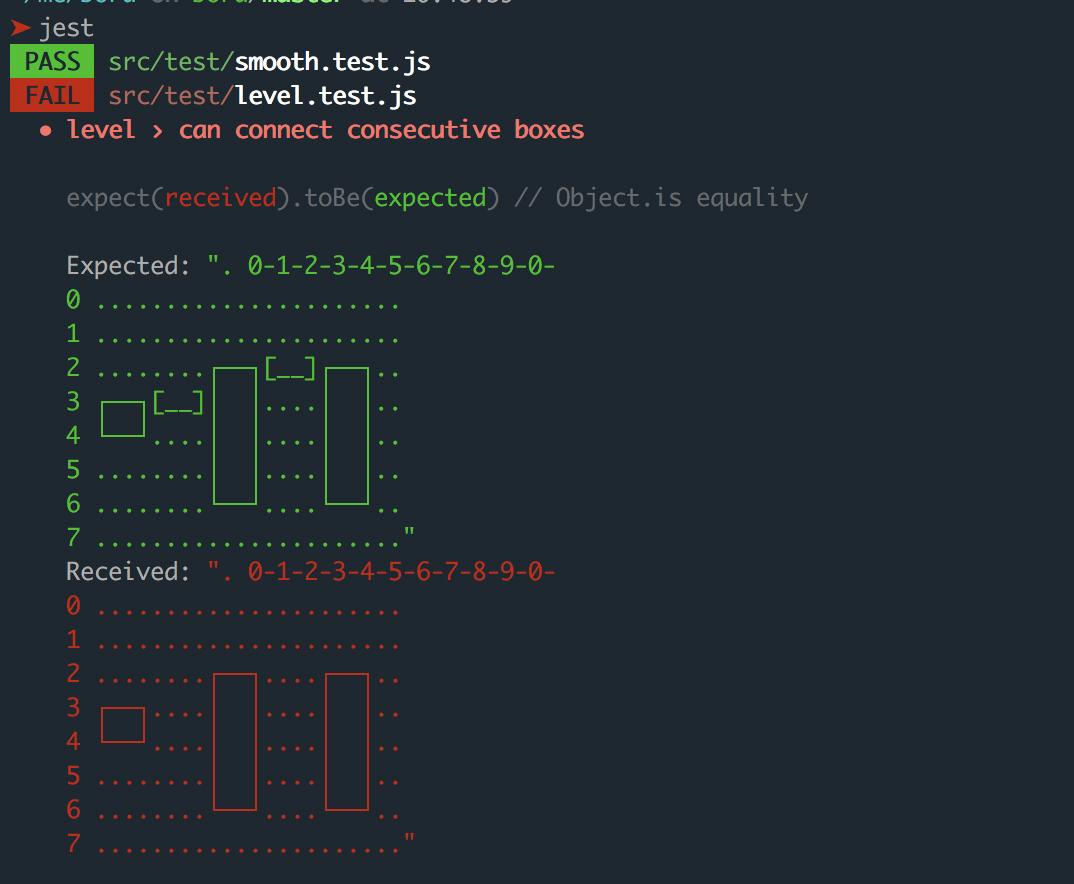 ➤ jest
PASS src/test/smooth.test.js
FAIL src/test/level.test.js
● level › can connect consecutive boxes
expect(received).toBe(expected) // Object.is equality
Expected: ". 0-1-2-3-4-5-6-7-8-9-0-
0 ......................
1 ......................
2 ........┌──┐[__]┌──┐..
3 ┌──┐[__]│  │....│  │..
4 └──┘....│  │....│  │..
5 ........│  │....│  │..
6 ........└──┘....└──┘..
7 ......................"
Received: ". 0-1-2-3-4-5-6-7-8-9-0-
0 ......................
1 ......................
2 ........┌──┐....┌──┐..
3 ┌──┐....│  │....│  │..
4 └──┘....│  │....│  │..
5 ........│  │....│  │..
6 ........└──┘....└──┘..
7 ......................"